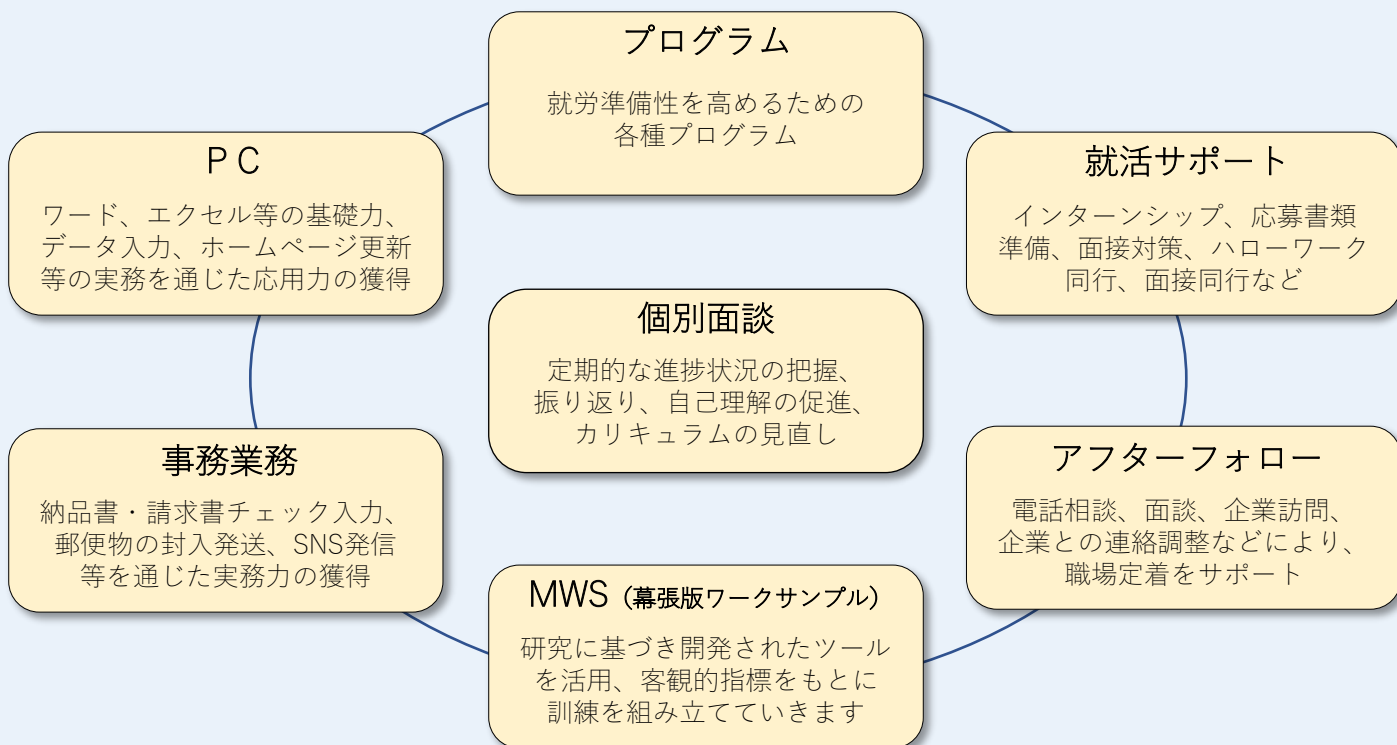 プログラム
就労準備性を高めるための
各種プログラム
ＰＣ
ワード、エクセル等の基礎力、
データ入力、ホームページ更新
等の実務を通じた応用力の獲得
就活サポート
インターンシップ、応募書類
準備、面接対策、ハローワーク
同行、面接同行など
個別面談
定期的な進捗状況の把握、
振り返り、自己理解の促進、
カリキュラムの見直し
事務業務
納品書・請求書チェック入力、
郵便物の封入発送、SNS発信
等を通じた実務力の獲得
アフターフォロー
電話相談、面談、企業訪問、
企業との連絡調整などにより、
職場定着をサポート
MWS（幕張版ワークサンプル）
研究に基づき開発されたツール
を活用、客観的指標をもとに
訓練を組み立てていきます